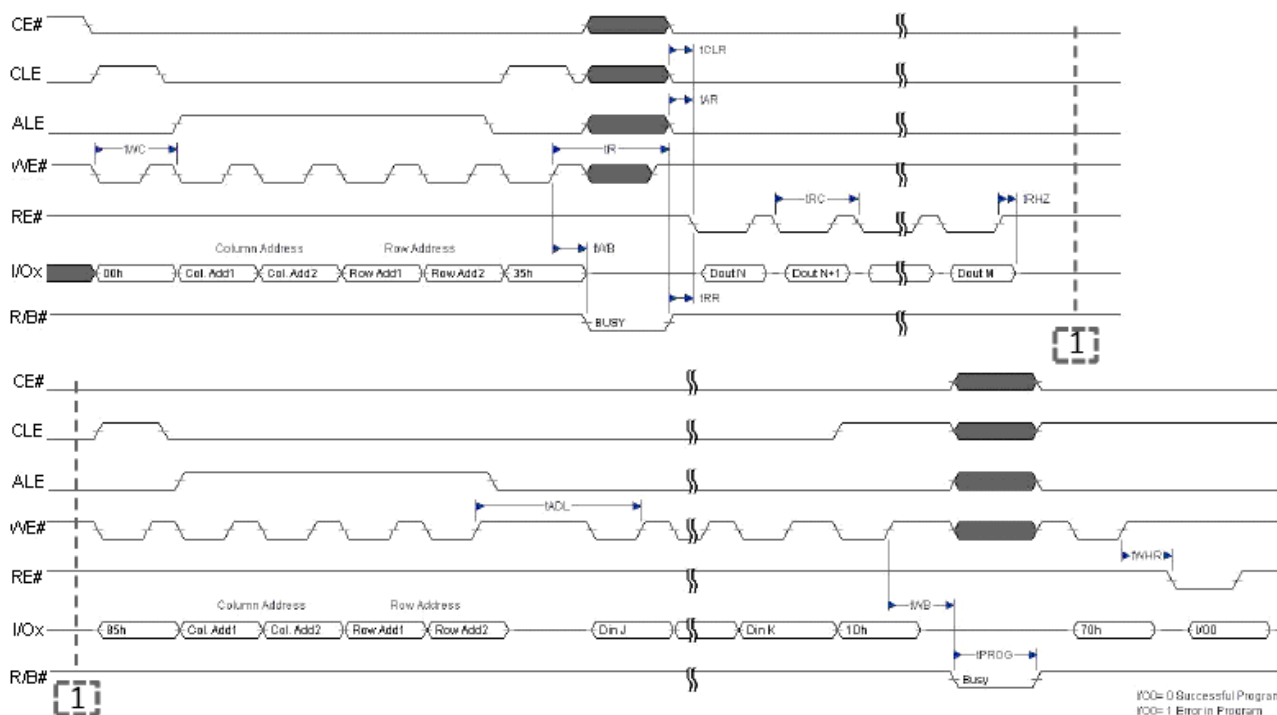 CE#
tCLR
CLE
tAR
ALE
tWC
tR
WE#
tRC
tRHZ
RE#
Column Address Row Address
tWB
I/Ox 00h Col. Add1 Col. Add2 Row Add1 Row Add2 35h Dout N Dout N+1 Dout M
tRR
R/B# BUSY
1
CE#
CLE
ALE
tADL
WE#
tWHR
RE#
Column Address Row Address
tWB
I/Ox 85h Col. Add1 Col. Add2 Row Add1 Row Add2 Din J Din K 10h 70h I/O0
tPROG
R/B# Busy
1
I/O0= 0 Successful Program
I/O0= 1 Error in Program